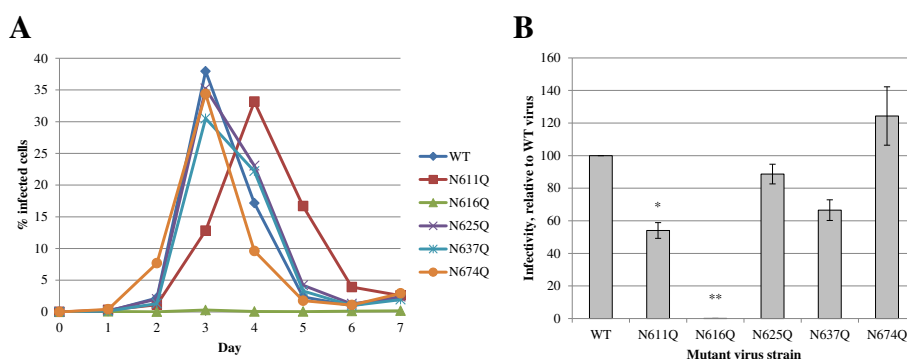 A
40
35
30
25
20
15
10
5
0
% infected cells
0 1 2 3 4 5 6 7
Day
WT
N611Q
N616Q
N625Q
N637Q
N674Q
B
160
140
120
100
80
60
40
20
0
Infectivity, relative to WT virus
*
**
WT N611Q N616Q N625Q N637Q N674Q
Mutant virus strain